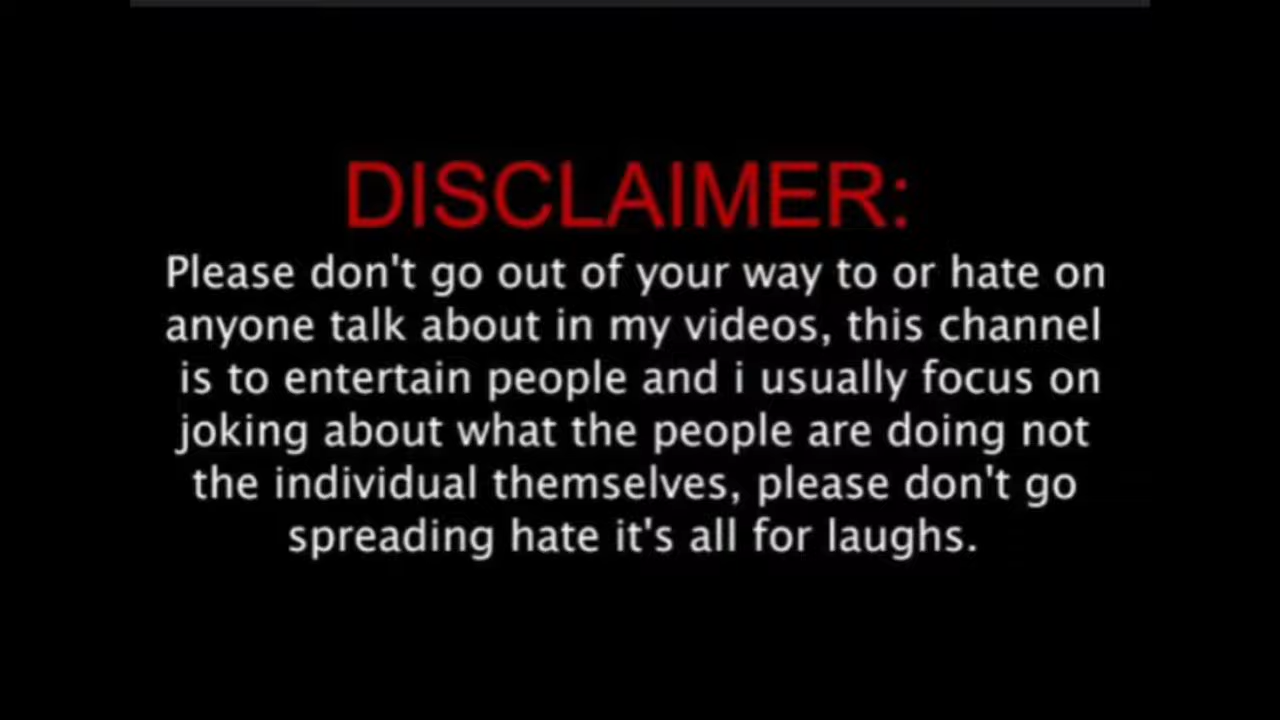 DISCLAIMER:
Please don't go out of your way to or hate on
anyone talk about in my videos, this channel
is to entertain people and i usually focus on
joking about what the people are doing not
the individual themselves, please don't go
spreading hate it's all for laughs.